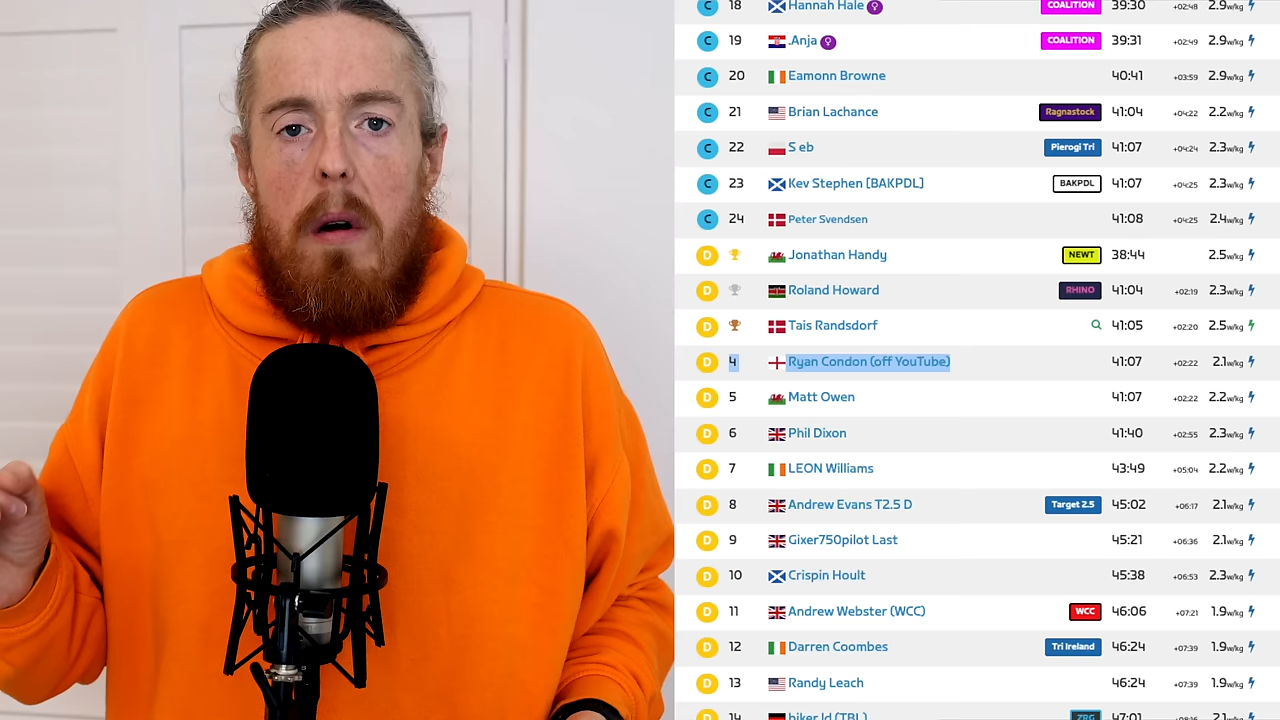 C 18 Hannah Hale COALITION 39:30 +02:48 2.9w/kg
C 19 .Anja COALITION 39:31 +02:49 2.9w/kg
C 20 Eamonn Browne 40:41 +03:59 2.9w/kg
C 21 Brian Lachance Ragnastock 41:04 +04:22 2.2w/kg
C 22 S eb Pierogi Tri 41:07 +04:24 2.3w/kg
C 23 Kev Stephen [BAKPDL] BAKPDL 41:07 +04:25 2.3w/kg
C 24 Peter Svendsen 41:08 +04:25 2.4w/kg
D Jonathan Handy NEWT 38:44 2.5w/kg
D Roland Howard RHINO 41:04 +02:19 2.3w/kg
D Tais Randsdorf 41:05 +02:20 2.5w/kg
D 4 Ryan Condon (off YouTube) 41:07 +02:22 2.1w/kg
D 5 Matt Owen 41:07 +02:22 2.2w/kg
D 6 Phil Dixon 41:40 +02:55 2.3w/kg
D 7 LEON Williams 43:49 +05:04 2.2w/kg
D 8 Andrew Evans T2.5 D Target 2.5 45:02 +06:17 2.1w/kg
D 9 Gixer750pilot Last 45:21 +06:36 2.1w/kg
D 10 Crispin Hoult 45:38 +06:53 2.3w/kg
D 11 Andrew Webster (WCC) WCC 46:06 +07:21 1.9w/kg
D 12 Darren Coombes Tri Ireland 46:24 +07:39 1.9w/kg
D 13 Randy Leach 46:24 +07:39 1.9w/kg
14 biker ld (TBL) ZRG 47:01 2.1